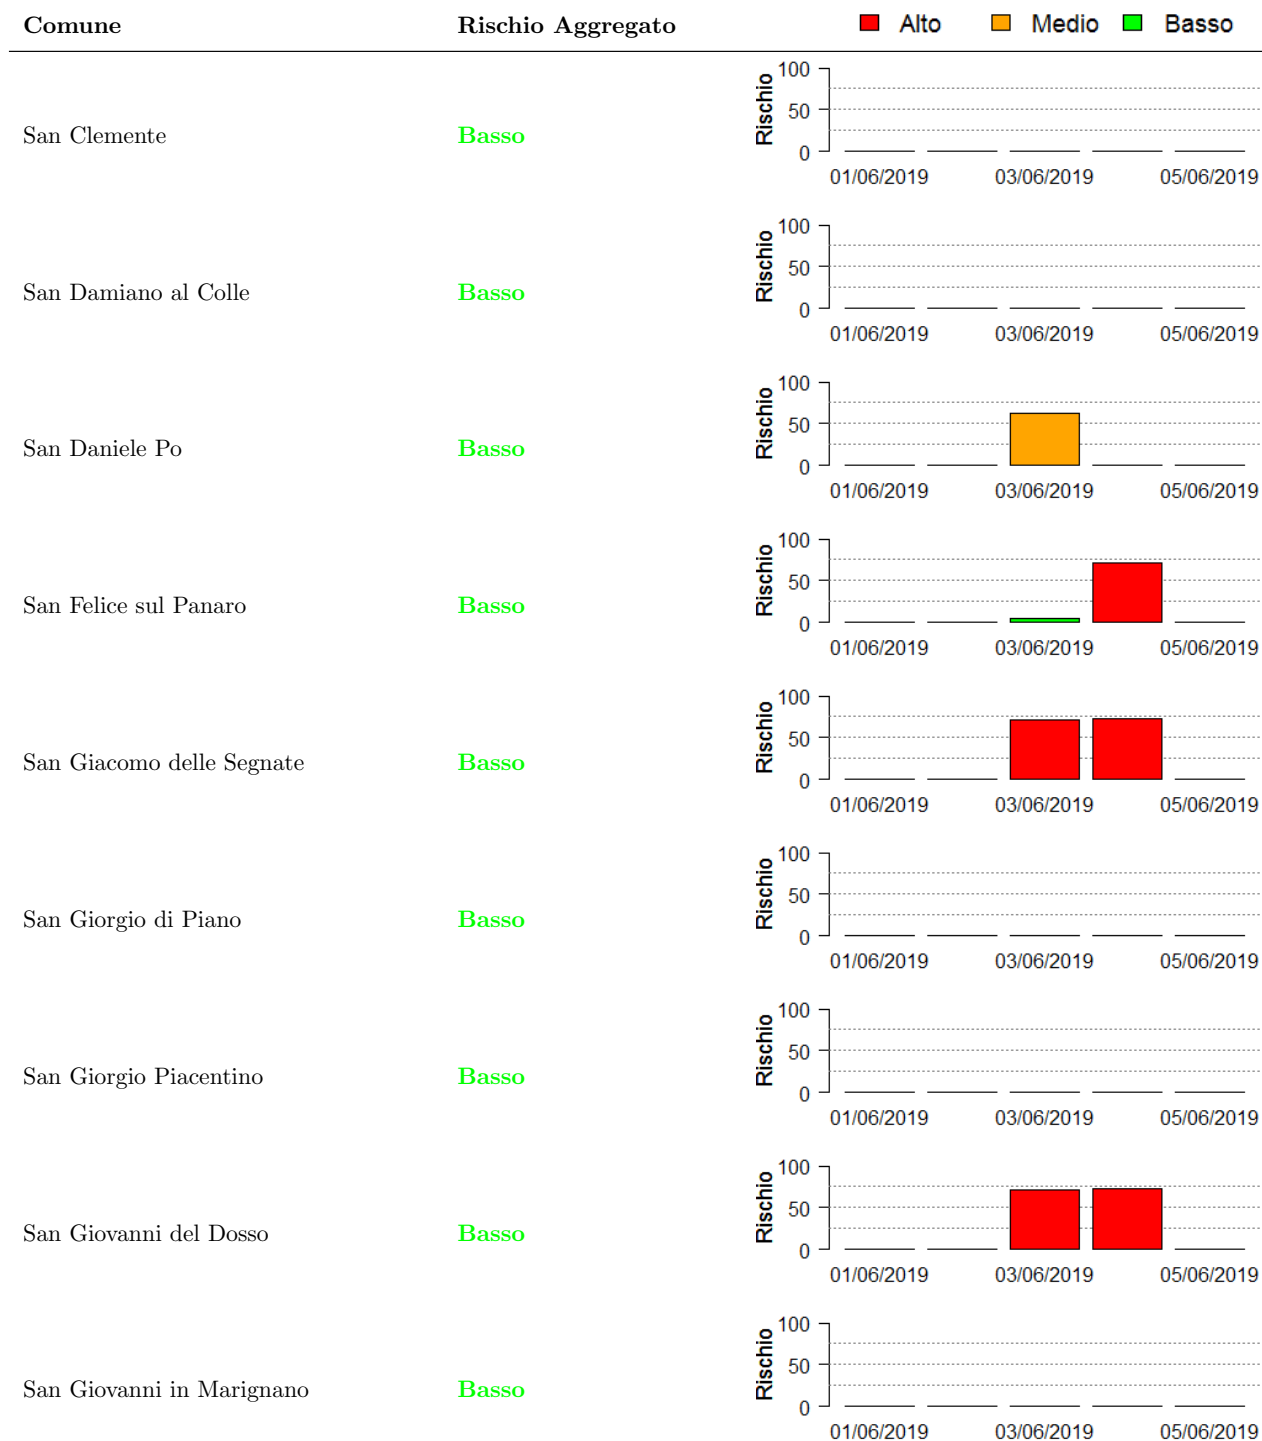 Comune Rischio Aggregato Alto Medio Basso
100
50
0
Rischio
San Clemente Basso
01/06/2019 03/06/2019 05/06/2019
100
50
0
Rischio
San Damiano al Colle Basso
01/06/2019 03/06/2019 05/06/2019
100
50
0
Rischio
San Daniele Po Basso
01/06/2019 03/06/2019 05/06/2019
100
50
0
Rischio
San Felice sul Panaro Basso
01/06/2019 03/06/2019 05/06/2019
100
50
0
Rischio
San Giacomo delle Segnate Basso
01/06/2019 03/06/2019 05/06/2019
100
50
0
Rischio
San Giorgio di Piano Basso
01/06/2019 03/06/2019 05/06/2019
100
50
0
Rischio
San Giorgio Piacentino Basso
01/06/2019 03/06/2019 05/06/2019
100
50
0
Rischio
San Giovanni del Dosso Basso
01/06/2019 03/06/2019 05/06/2019
100
50
0
Rischio
San Giovanni in Marignano Basso
01/06/2019 03/06/2019 05/06/2019